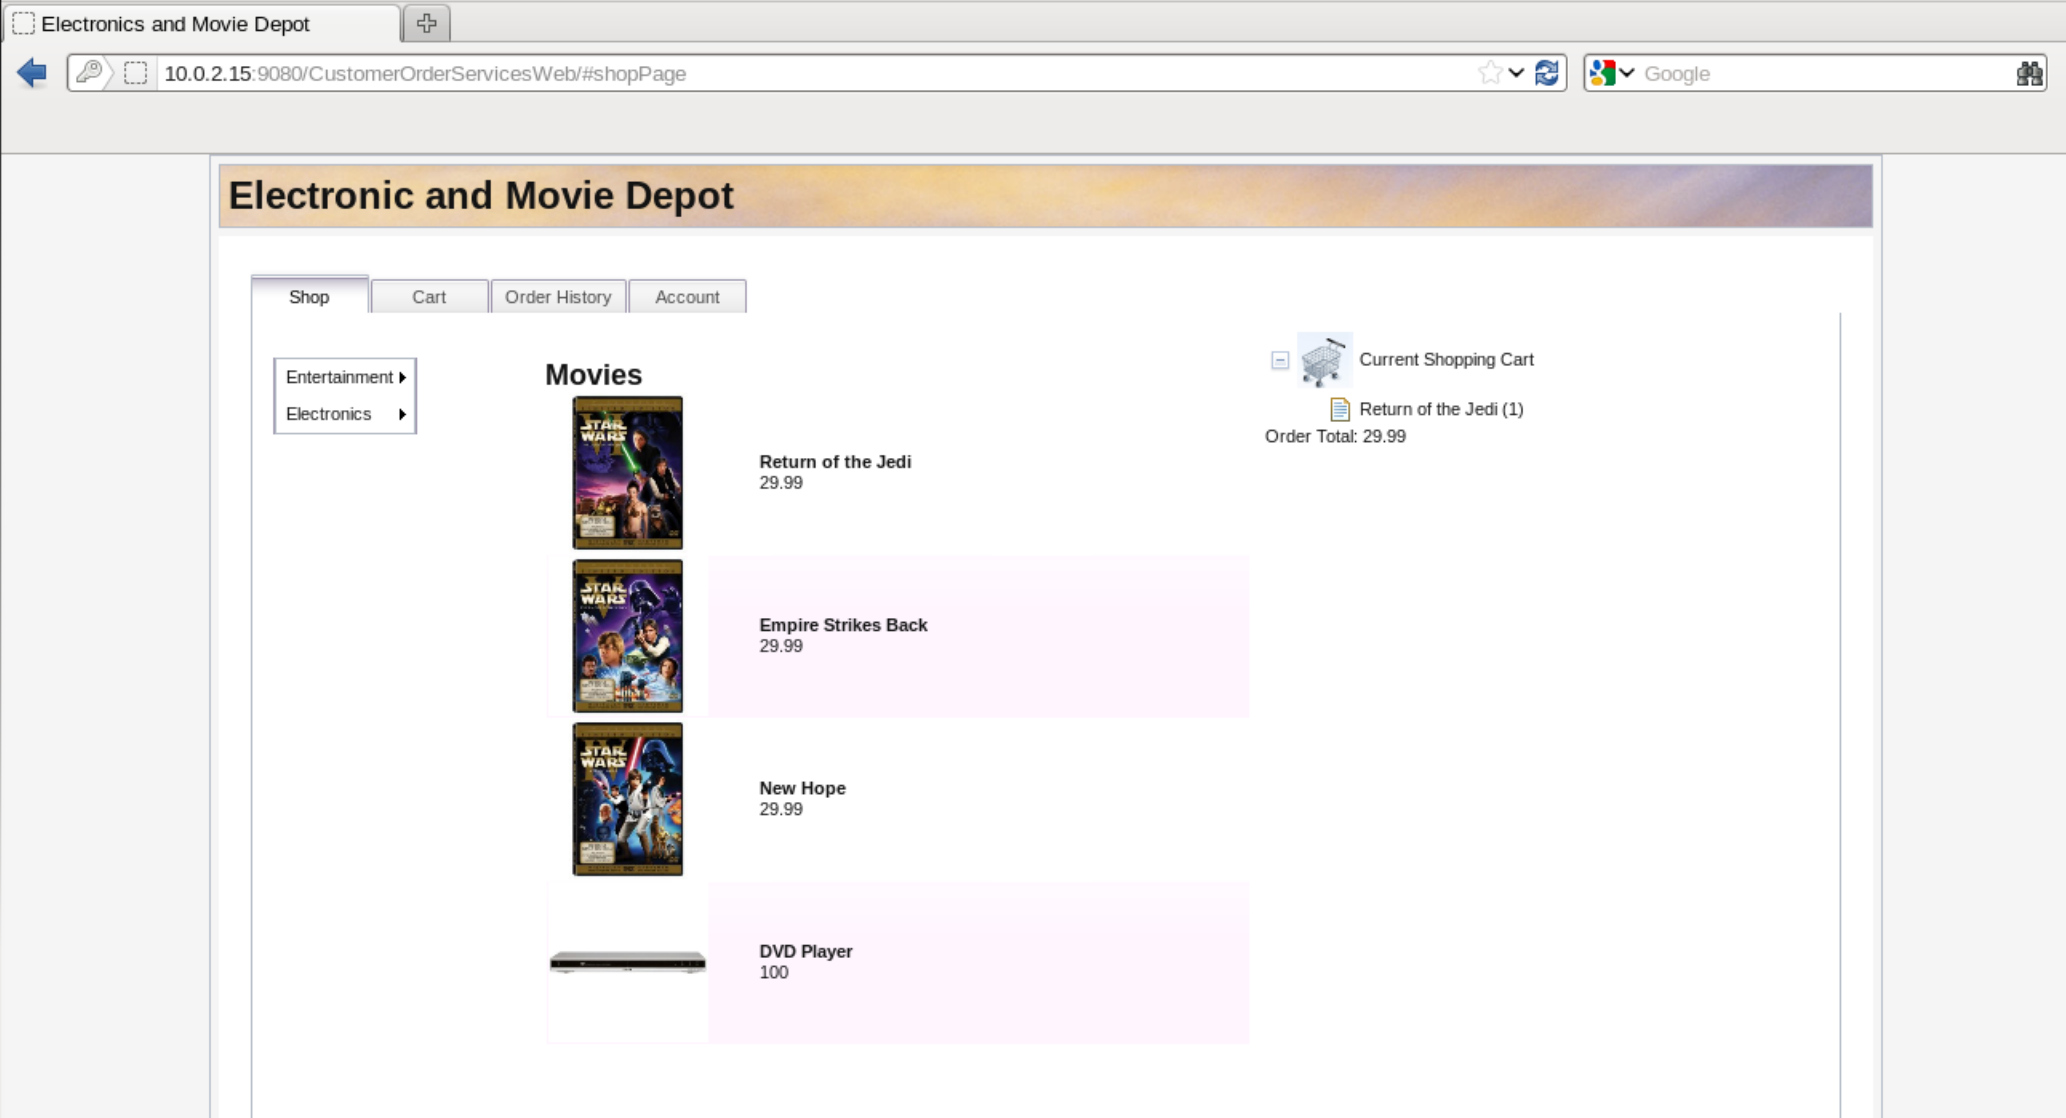 Electronics and Movie Depot
10.0.2.15:9080/CustomerOrderServicesWeb/#shopPage
Google
Electronic and Movie Depot
Shop
Cart
Order History
Account
Entertainment
Electronics
Movies
STAR WARS
Return of the Jedi
29.99
STAR WARS
Empire Strikes Back
29.99
STAR WARS
New Hope
29.99
DVD Player
100
Current Shopping Cart
Return of the Jedi (1)
Order Total: 29.99